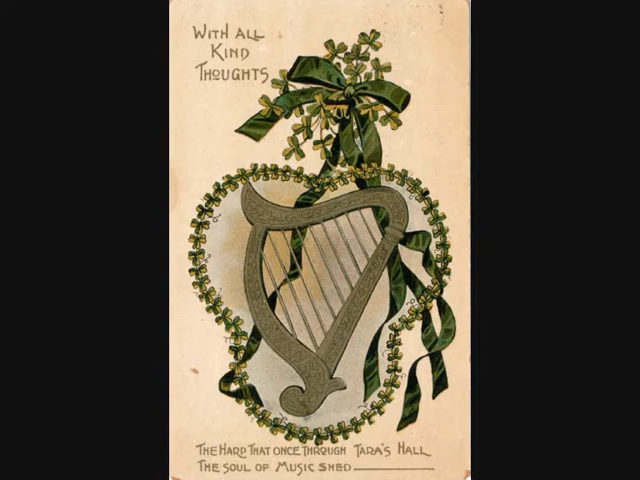 WITH ALL
KIND
THOUGHTS
THE HARP THAT ONCE THROUGH TARA'S HALL
THE SOUL OF MUSIC SHED